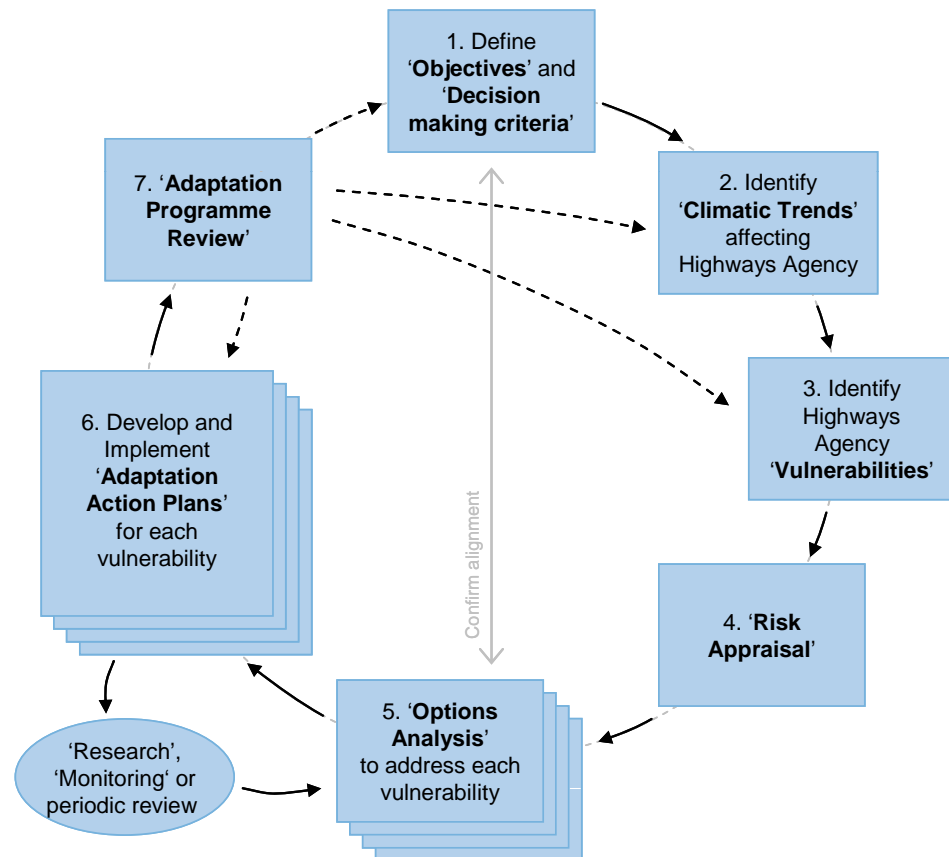 1. Define
‘Objectives’ and
‘Decision
making criteria’
2. Identify
‘Climatic Trends’
affecting
Highways Agency
3. Identify
Highways
Agency
‘Vulnerabilities’
4. ‘Risk
Appraisal’
5. ‘Options
Analysis’
to address each
vulnerability
6. Develop and
Implement
‘Adaptation
Action Plans’
for each
vulnerability
‘Research’,
‘Monitoring‘ or
periodic review
7. ‘Adaptation
Programme
Review’
Confirm alignment